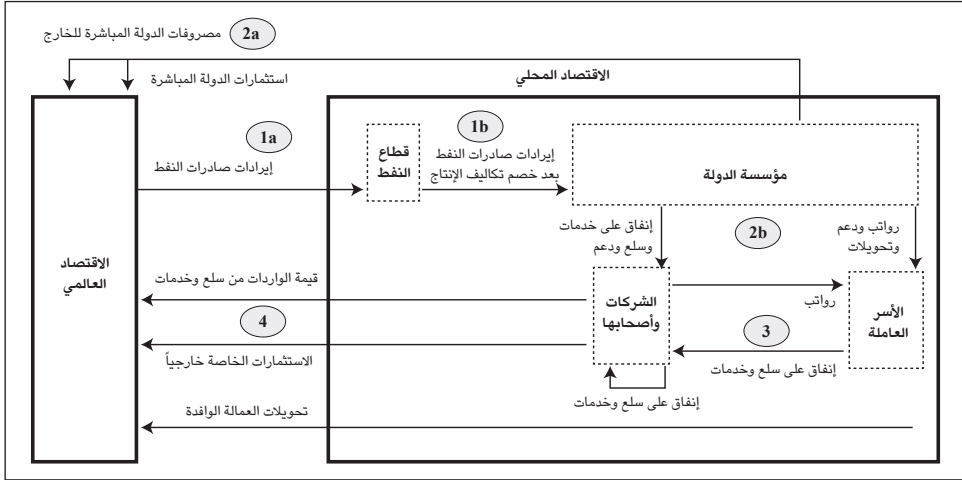 مصروفات الدولة المباشرة للخارج
2a
الاقتصاد المحلي
استثمارات الدولة المباشرة
1a
1b
قطاع
النفط
إيرادات صادرات النفط
بعد خصم تكاليف الإنتاج
إيرادات صادرات النفط
مؤسسة الدولة
إنفاق على خدمات
وسلع ودعم
2b
رواتب ودعم
وتحويلات
الاقتصاد
العالمي
قيمة الواردات من سلع وخدمات
الشركات
وأصحابها
رواتب
الأسر
العاملة
4
3
الاستثمارات الخاصة خارجياً
إنفاق على سلع وخدمات
إنفاق على سلع وخدمات
تحويلات العمالة الوافدة